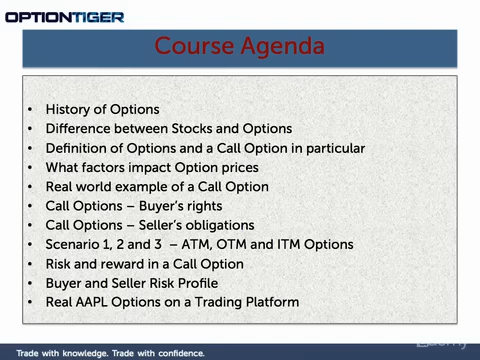 OPTIONTIGER
Course Agenda
• History of Options
• Difference between Stocks and Options
• Definition of Options and a Call Option in particular
• What factors impact Option prices
• Real world example of a Call Option
• Call Options – Buyer's rights
• Call Options – Seller's obligations
• Scenario 1, 2 and 3 – ATM, OTM and ITM Options
• Risk and reward in a Call Option
• Buyer and Seller Risk Profile
• Real AAPL Options on a Trading Platform
Trade with knowledge. Trade with confidence.